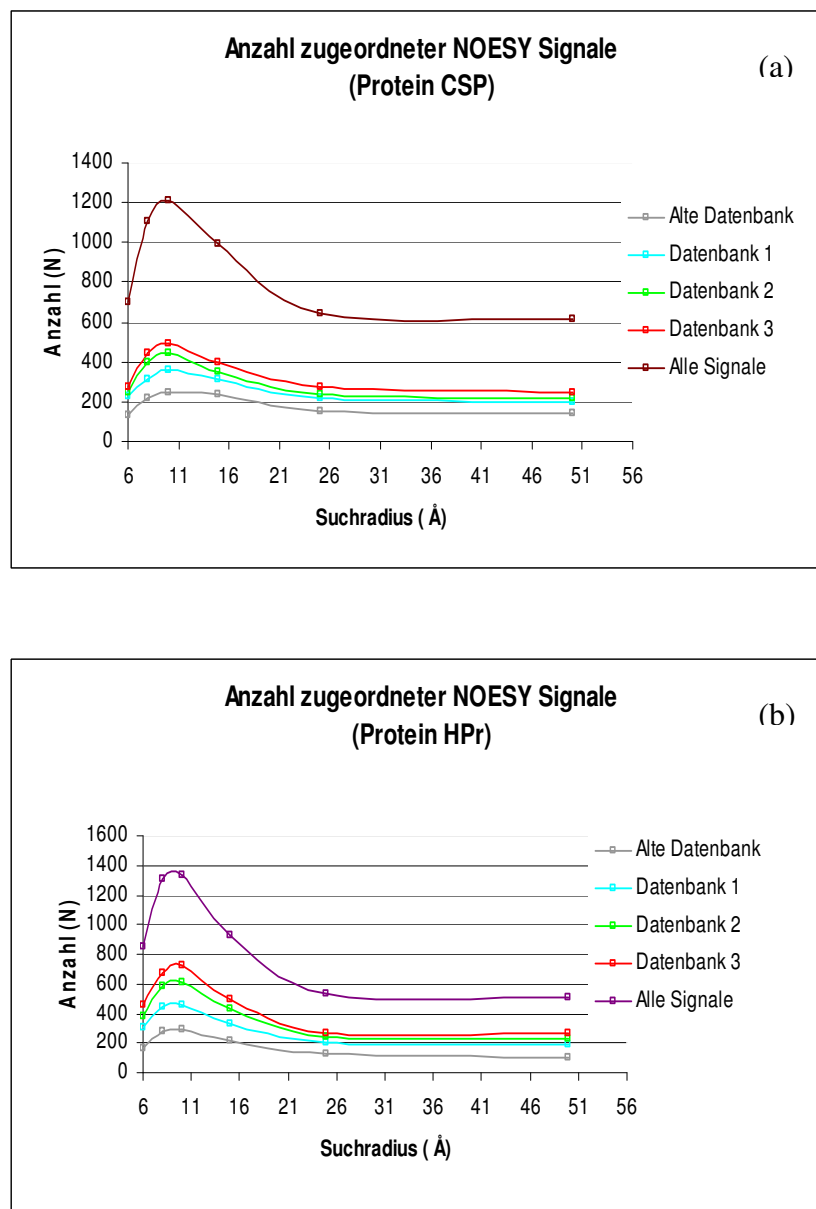 Anzahl zugeordneter NOESY Signale
(Protein CSP)
(a)
1400
1200
1000
800
600
400
200
0
Anzahl (N)
6 11 16 21 26 31 36 41 46 51 56
Suchradius ( Å)
Alte Datenbank
Datenbank 1
Datenbank 2
Datenbank 3
Alle Signale
Anzahl zugeordneter NOESY Signale
(Protein HPr)
(b)
1600
1400
1200
1000
800
600
400
200
0
Anzahl (N)
6 11 16 21 26 31 36 41 46 51 56
Suchradius ( Å)
Alte Datenbank
Datenbank 1
Datenbank 2
Datenbank 3
Alle Signale